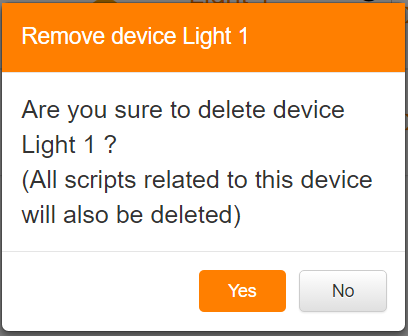 Remove device Light 1
Are you sure to delete device
Light 1 ?
(All scripts related to this device
will also be deleted)
Yes
No